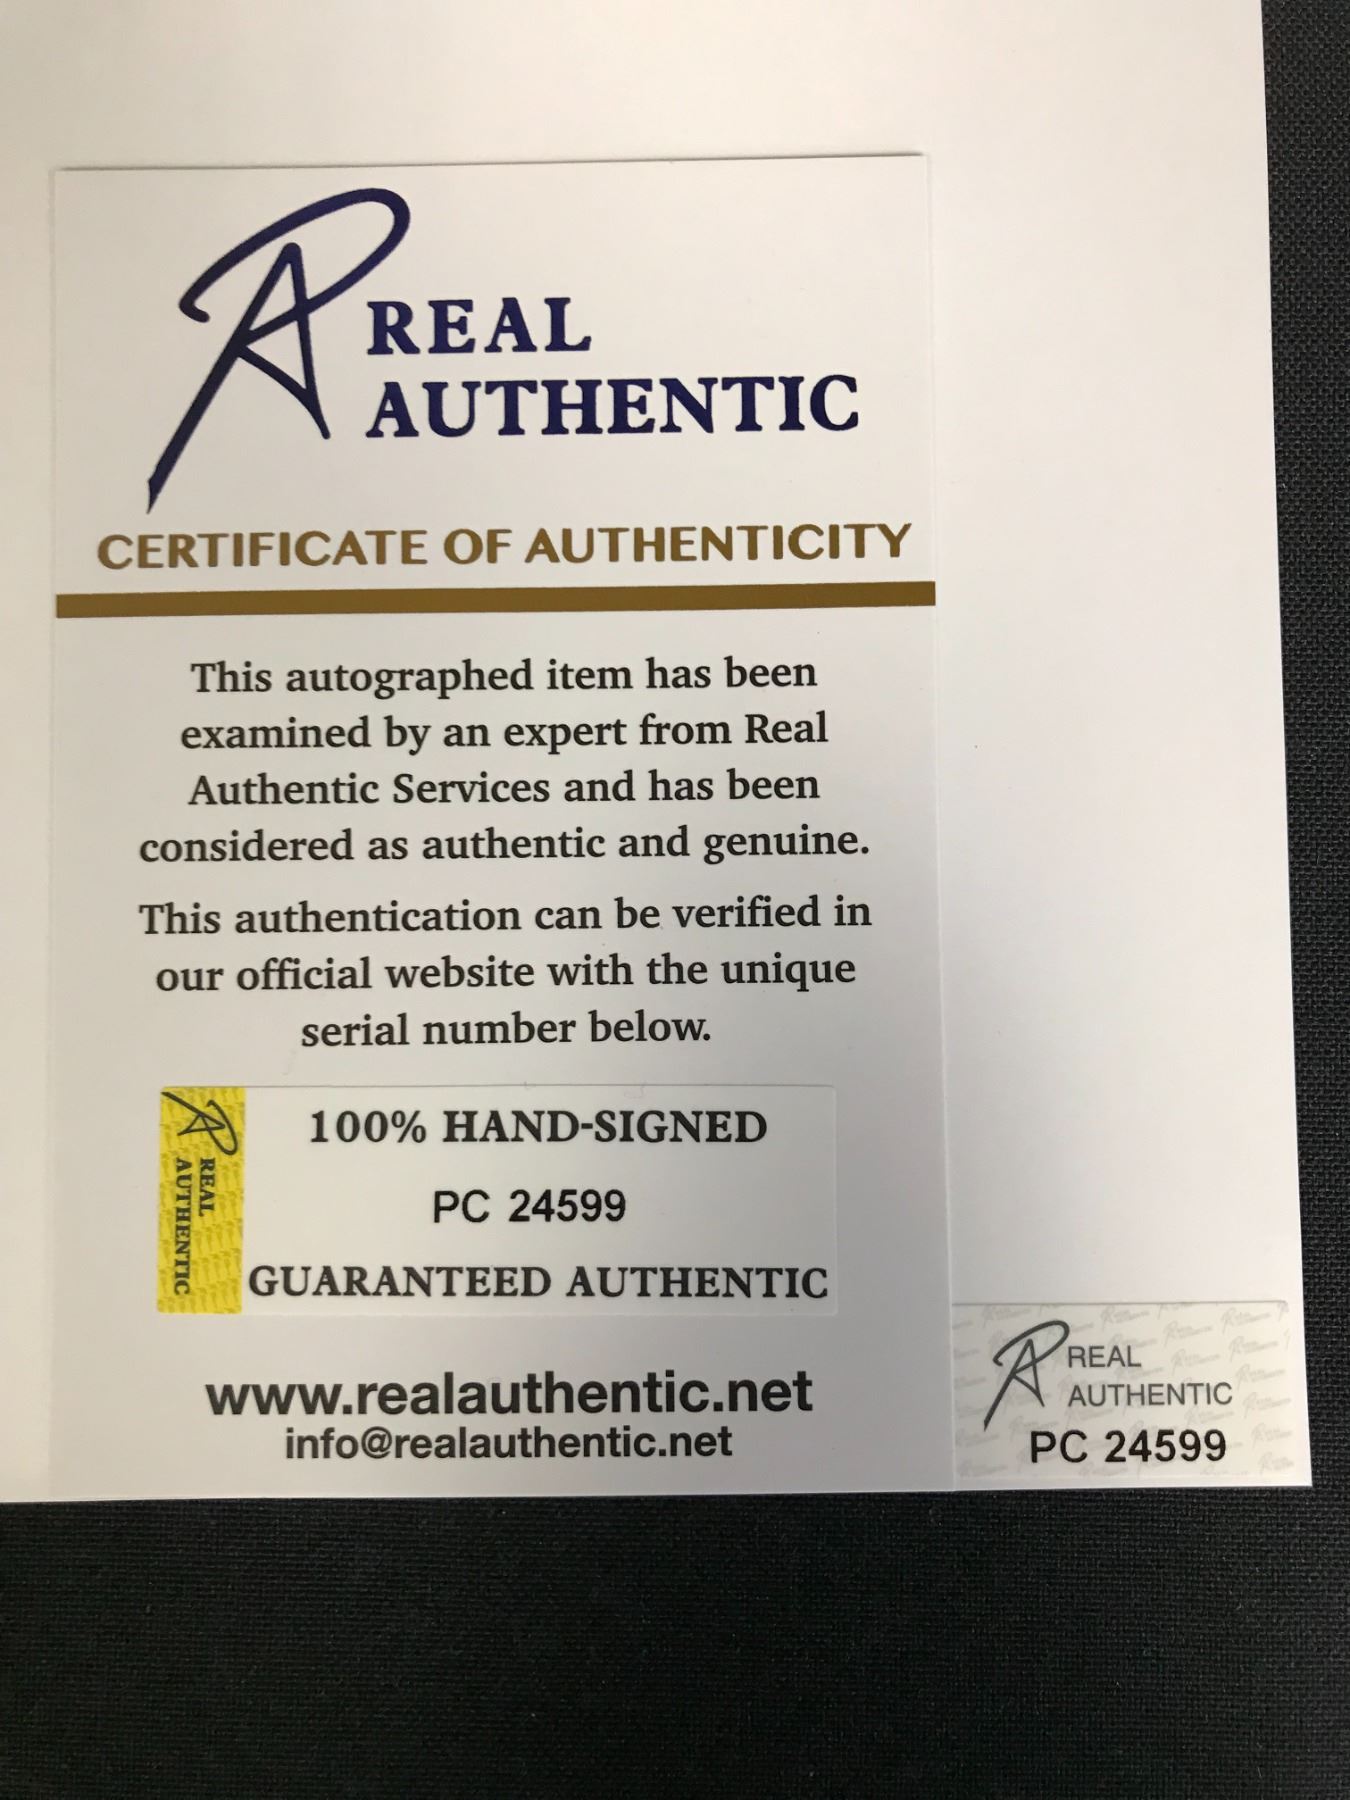 REAL
AUTHENTIC
CERTIFICATE OF AUTHENTICITY
This autographed item has been
examined by an expert from Real
Authentic Services and has been
considered as authentic and genuine.
This authentication can be verified in
our official website with the unique
serial number below.
REAL
AUTHENTIC
100% HAND-SIGNED
PC 24599
GUARANTEED AUTHENTIC
www.realauthentic.net
info@realauthentic.net
REAL
AUTHENTIC
PC 24599